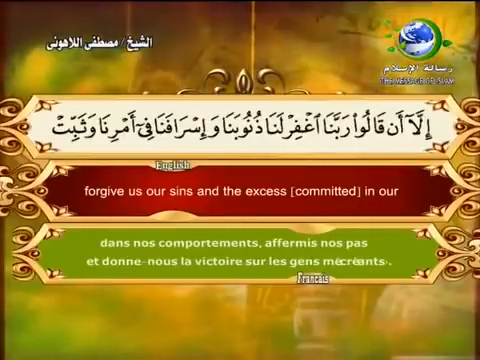 الشيخ / مصطفى اللاهونى
رسالة الإسلام
THE MESSAGE OF ISLAM
إِلَّا أَن قَالُوا۟ رَبَّنَا ٱغْفِرْ لَنَا ذُنُوبَنَا وَإِسْرَافَنَا فِىٓ أَمْرِنَا وَثَبِّتْ
English
forgive us our sins and the excess [committed] in our
dans nos comportements, affermis nos pas
et donne-nous la victoire sur les gens mécréants.
Français